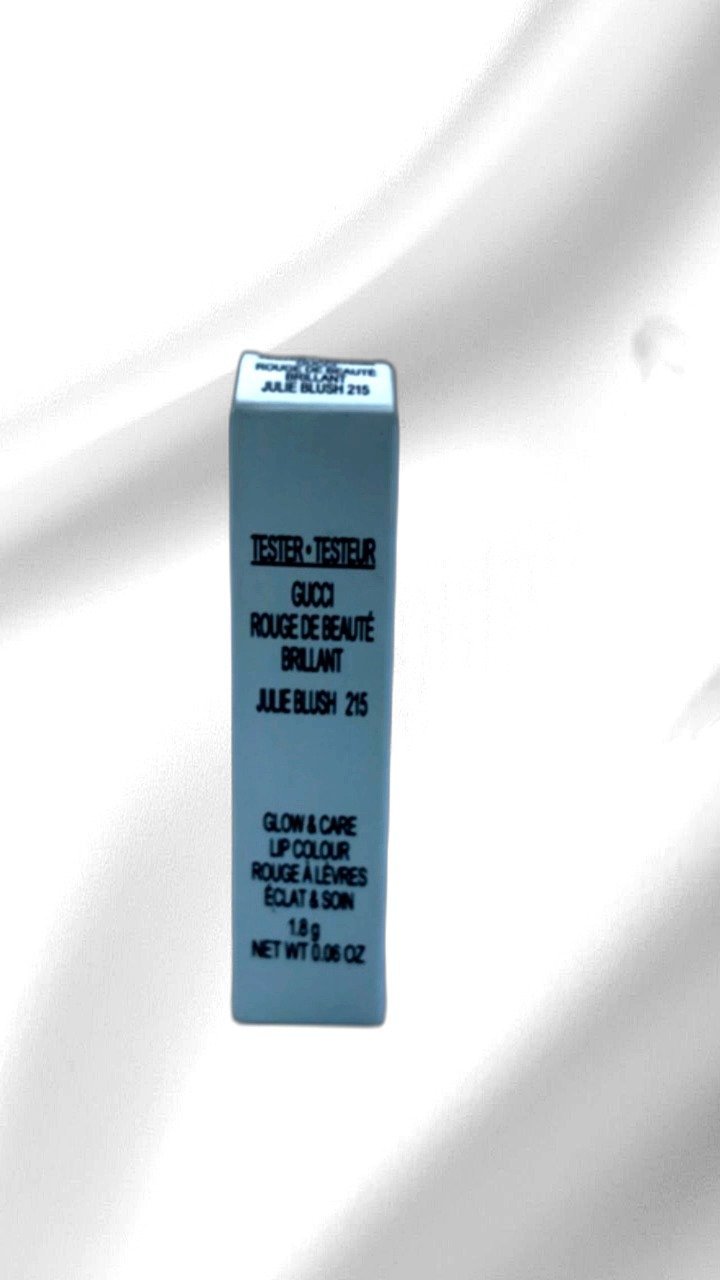 GUCCI
ROUGE DE BEAUTÉ
BRILLANT
JULIE BLUSH 215
TESTER • TESTEUR
GUCCI
ROUGE DE BEAUTÉ
BRILLANT
JULIE BLUSH 215
GLOW & CARE
LIP COLOUR
ROUGE À LÈVRES
ÉCLAT & SOIN
1.8 g
NET WT 0.06 OZ